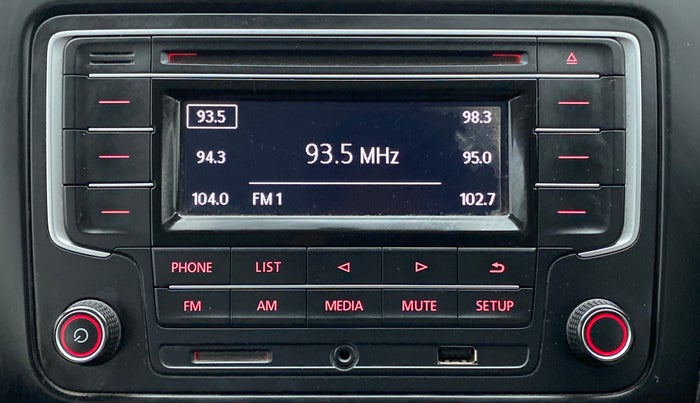 93.5 98.3
94.3 93.5 MHz 95.0
104.0 FM 1 102.7
PHONE LIST
FM AM MEDIA MUTE SETUP